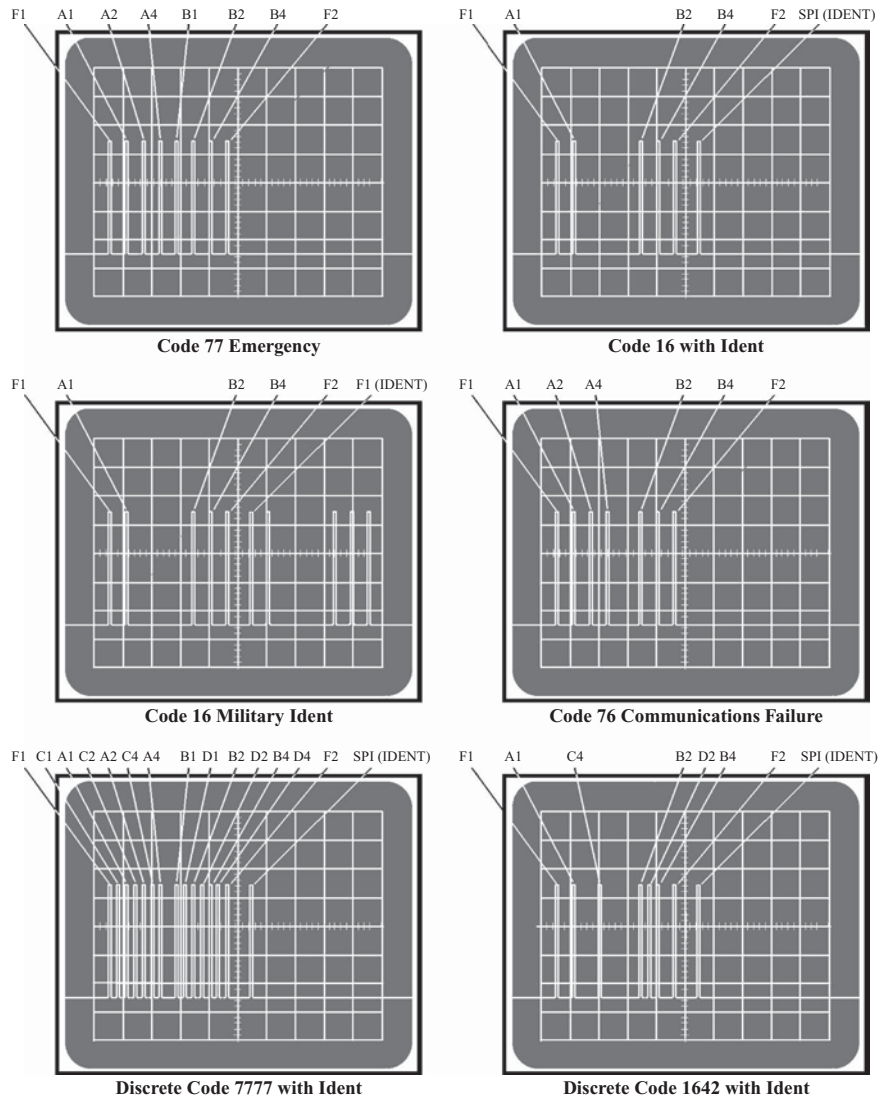 F1 A1 A2 A4 B1 B2 B4 F2
Code 77 Emergency
F1 A1 B2 B4 F2 SPI (IDENT)
Code 16 with Ident
F1 A1 B2 B4 F2 F1 (IDENT)
Code 16 Military Ident
F1 A1 A2 A4 B2 B4 F2
Code 76 Communications Failure
F1 C1 A1 C2 A2 C4 A4 B1 D1 B2 D2 B4 D4 F2 SPI (IDENT)
Discrete Code 7777 with Ident
F1 A1 C4 B2 D2 B4 F2 SPI (IDENT)
Discrete Code 1642 with Ident